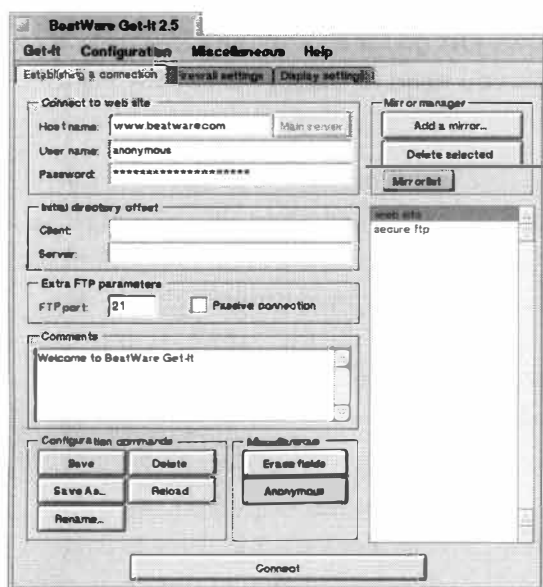 BeatWare Get-It 2.5
Get-It Configuration Miscellaneous Help
Establishing a connection Firewall settings Display settings
Connect to web site
Host name: www.beatware.com Main server
User name: anonymous
Password: *********************
Initial directory offset
Client:
Server:
Extra FTP parameters
FTP port: 21 Passive connection
Comments
Welcome to BeatWare Get-It
Configuration commands
Save Delete
Save As... Reload
Rename...
Miscellaneous
Erase fields
Anonymous
Mirror manager
Add a mirror...
Delete selected
Mirror list
web site
secure ftp
Connect